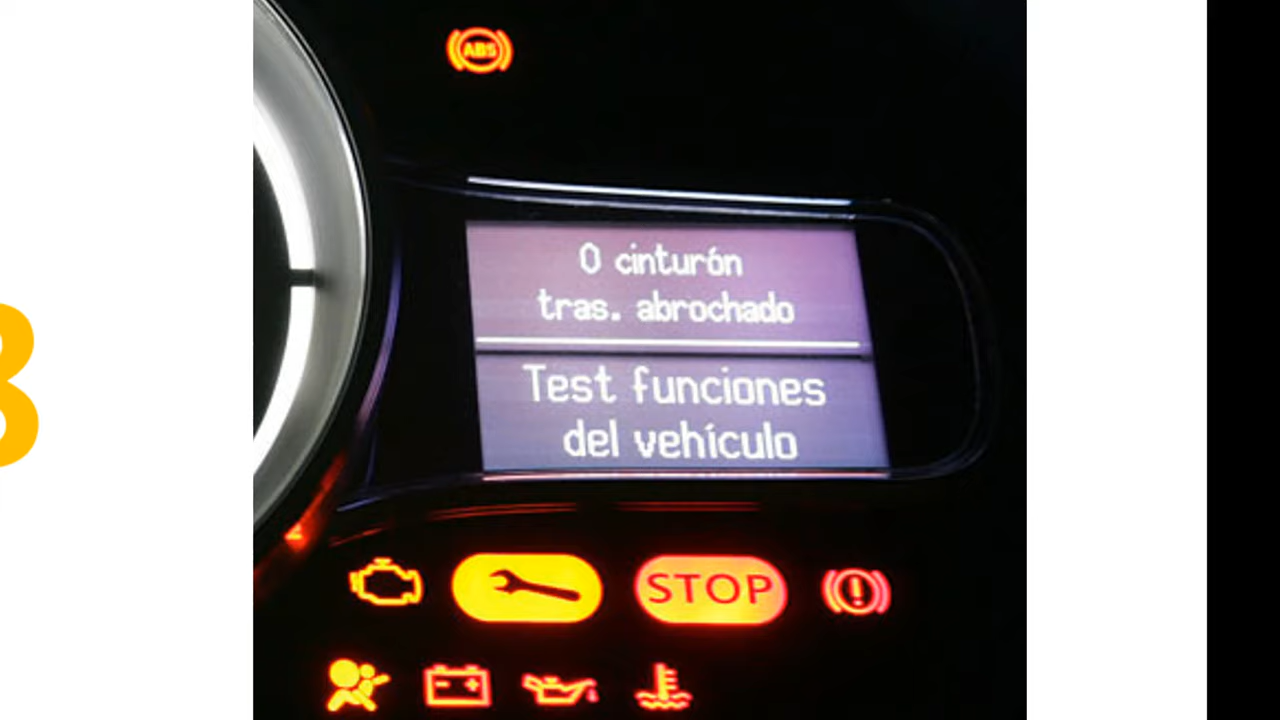 ABS
0 cinturón
tras. abrochado
Test funciones
del vehículo
STOP